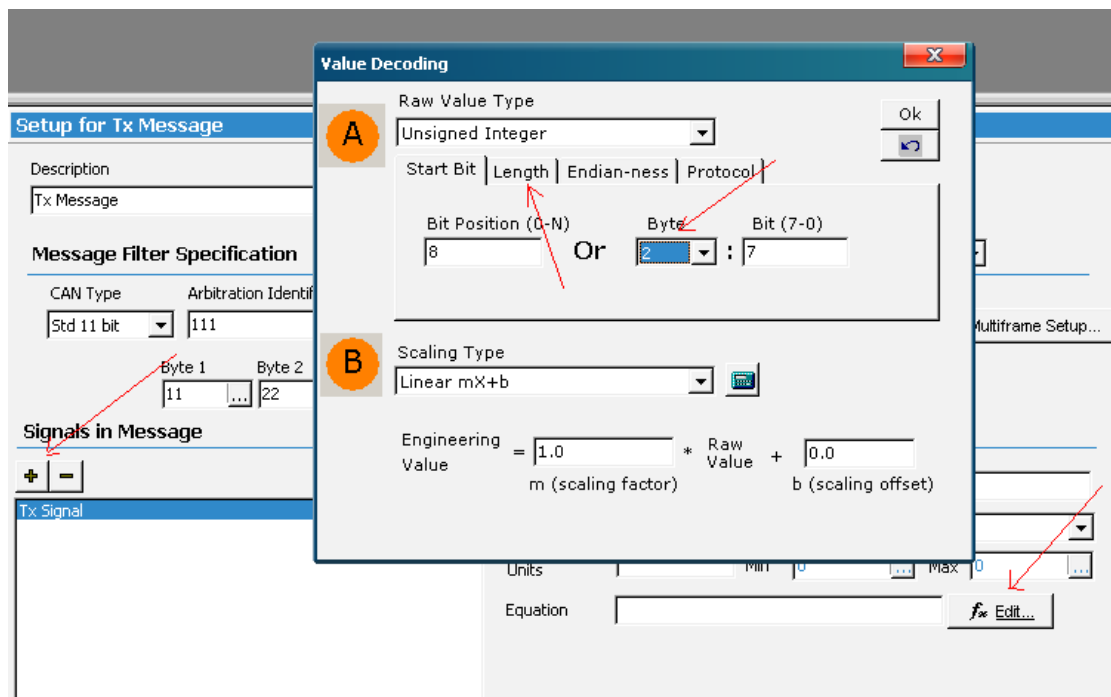 Value Decoding
X
A
Raw Value Type
Unsigned Integer
Ok
Start Bit Length Endian-ness Protocol
Bit Position (0-N) Byte Bit (7-0)
8 Or 2 : 7
B
Scaling Type
Linear mX+b
Engineering Value = 1.0 * Raw Value + 0.0
m (scaling factor) b (scaling offset)
Setup for Tx Message
Description
Tx Message
Message Filter Specification
CAN Type Arbitration Identif
Std 11 bit 111
Multiframe Setup...
Byte 1 Byte 2
11 ... 22
Signals in Message
+ -
Tx Signal
Units Min 0 ... Max 0 ...
Equation fx Edit...